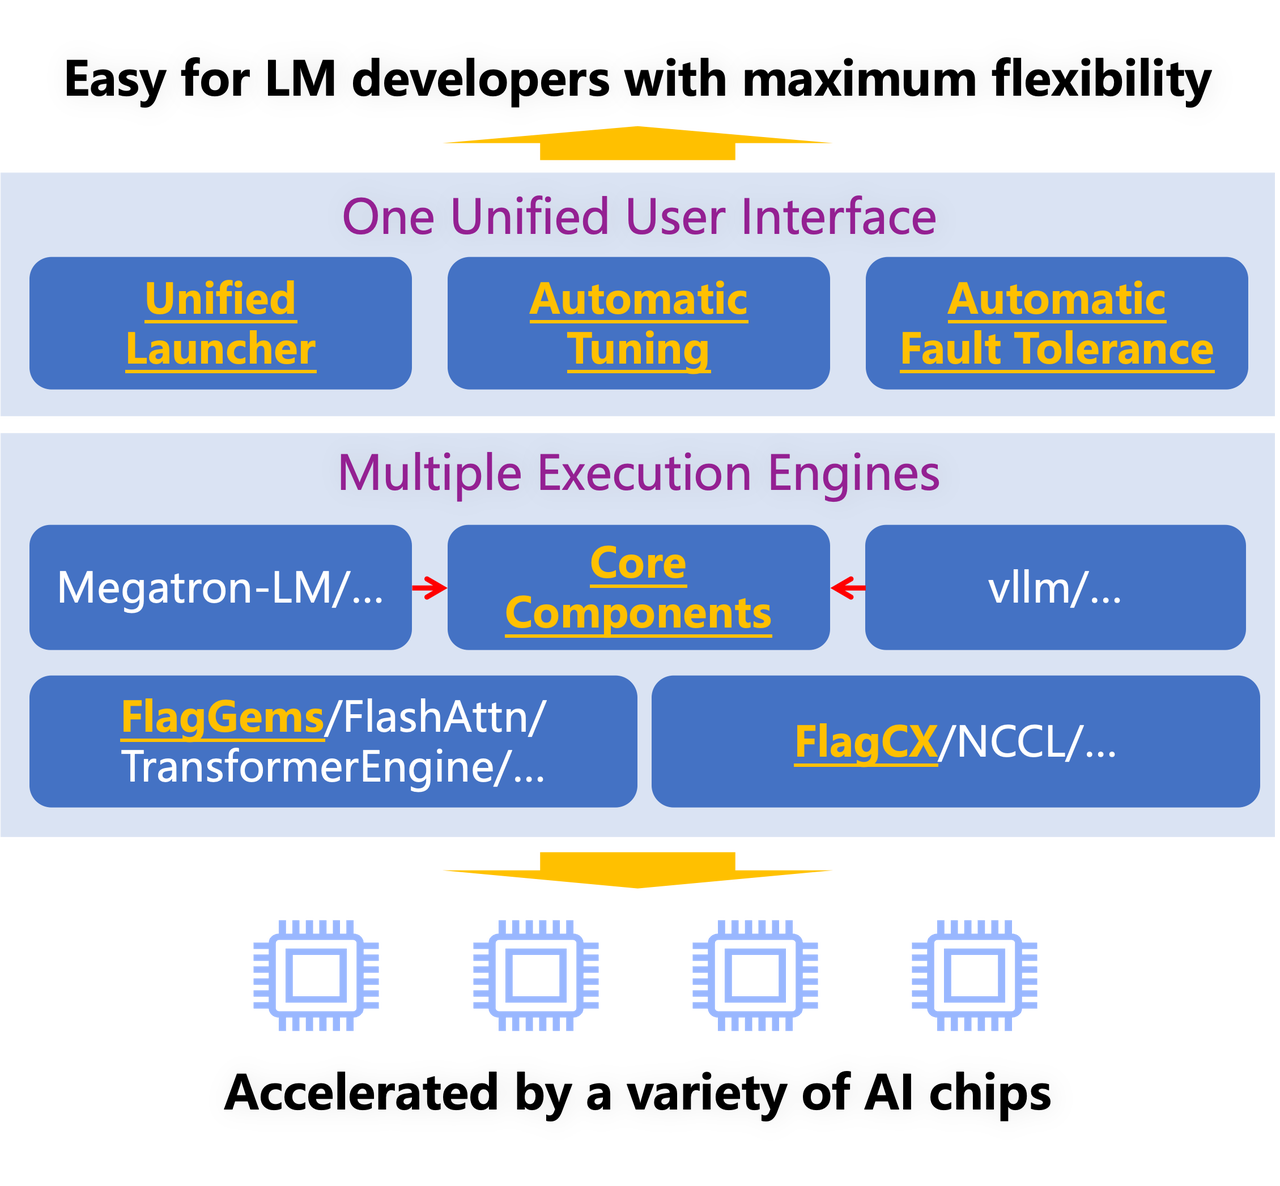 Easy for LM developers with maximum flexibility
One Unified User Interface
Unified
Launcher
Automatic
Tuning
Automatic
Fault Tolerance
Multiple Execution Engines
Megatron-LM/...
Core
Components
vllm/...
FlagGems/FlashAttn/
TransformerEngine/...
FlagCX/NCCL/...
Accelerated by a variety of AI chips